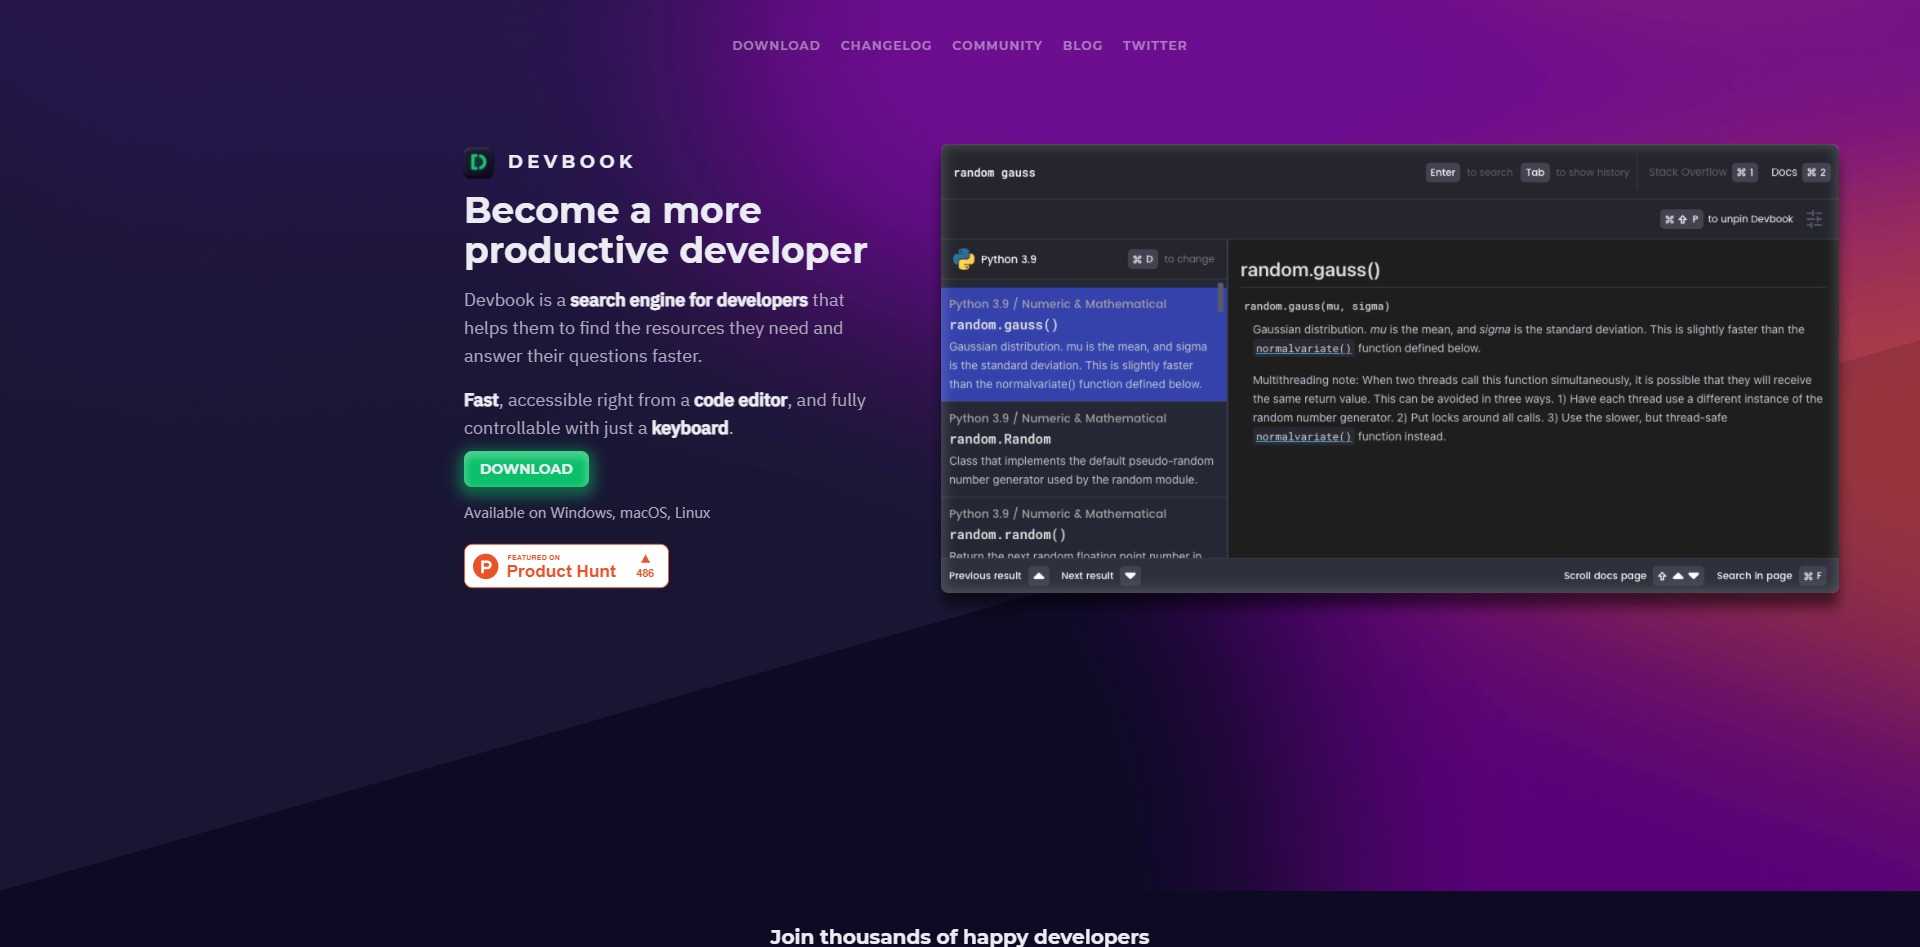 DOWNLOAD CHANGELOG COMMUNITY BLOG TWITTER
DEVBOOK
Become a more
productive developer
Devbook is a search engine for developers that
helps them to find the resources they need and
answer their questions faster.
Fast, accessible right from a code editor, and fully
controllable with just a keyboard.
DOWNLOAD
Available on Windows, macOS, Linux
FEATURED ON
Product Hunt
▲
486
random gauss
Enter to search Tab to show history Stack Overflow ⌘ 1 Docs ⌘ 2
⌘ ⇧ P to unpin Devbook
Python 3.9 ⌘ D to change
Python 3.9 / Numeric & Mathematical
random.gauss()
Gaussian distribution. mu is the mean, and sigma
is the standard deviation. This is slightly faster
than the normalvariate() function defined below.
Python 3.9 / Numeric & Mathematical
random.Random
Class that implements the default pseudo-random
number generator used by the random module.
Python 3.9 / Numeric & Mathematical
random.random()
Return the next random floating point number in
random.gauss()
random.gauss(mu, sigma)
Gaussian distribution. mu is the mean, and sigma is the standard deviation. This is slightly faster than the
normalvariate() function defined below.
Multithreading note: When two threads call this function simultaneously, it is possible that they will receive
the same return value. This can be avoided in three ways. 1) Have each thread use a different instance of the
random number generator. 2) Put locks around all calls. 3) Use the slower, but thread-safe
normalvariate() function instead.
Previous result ▲ Next result ▼ Scroll docs page ⇧ ▲ ▼ Search in page ⌘ F
Join thousands of happy developers